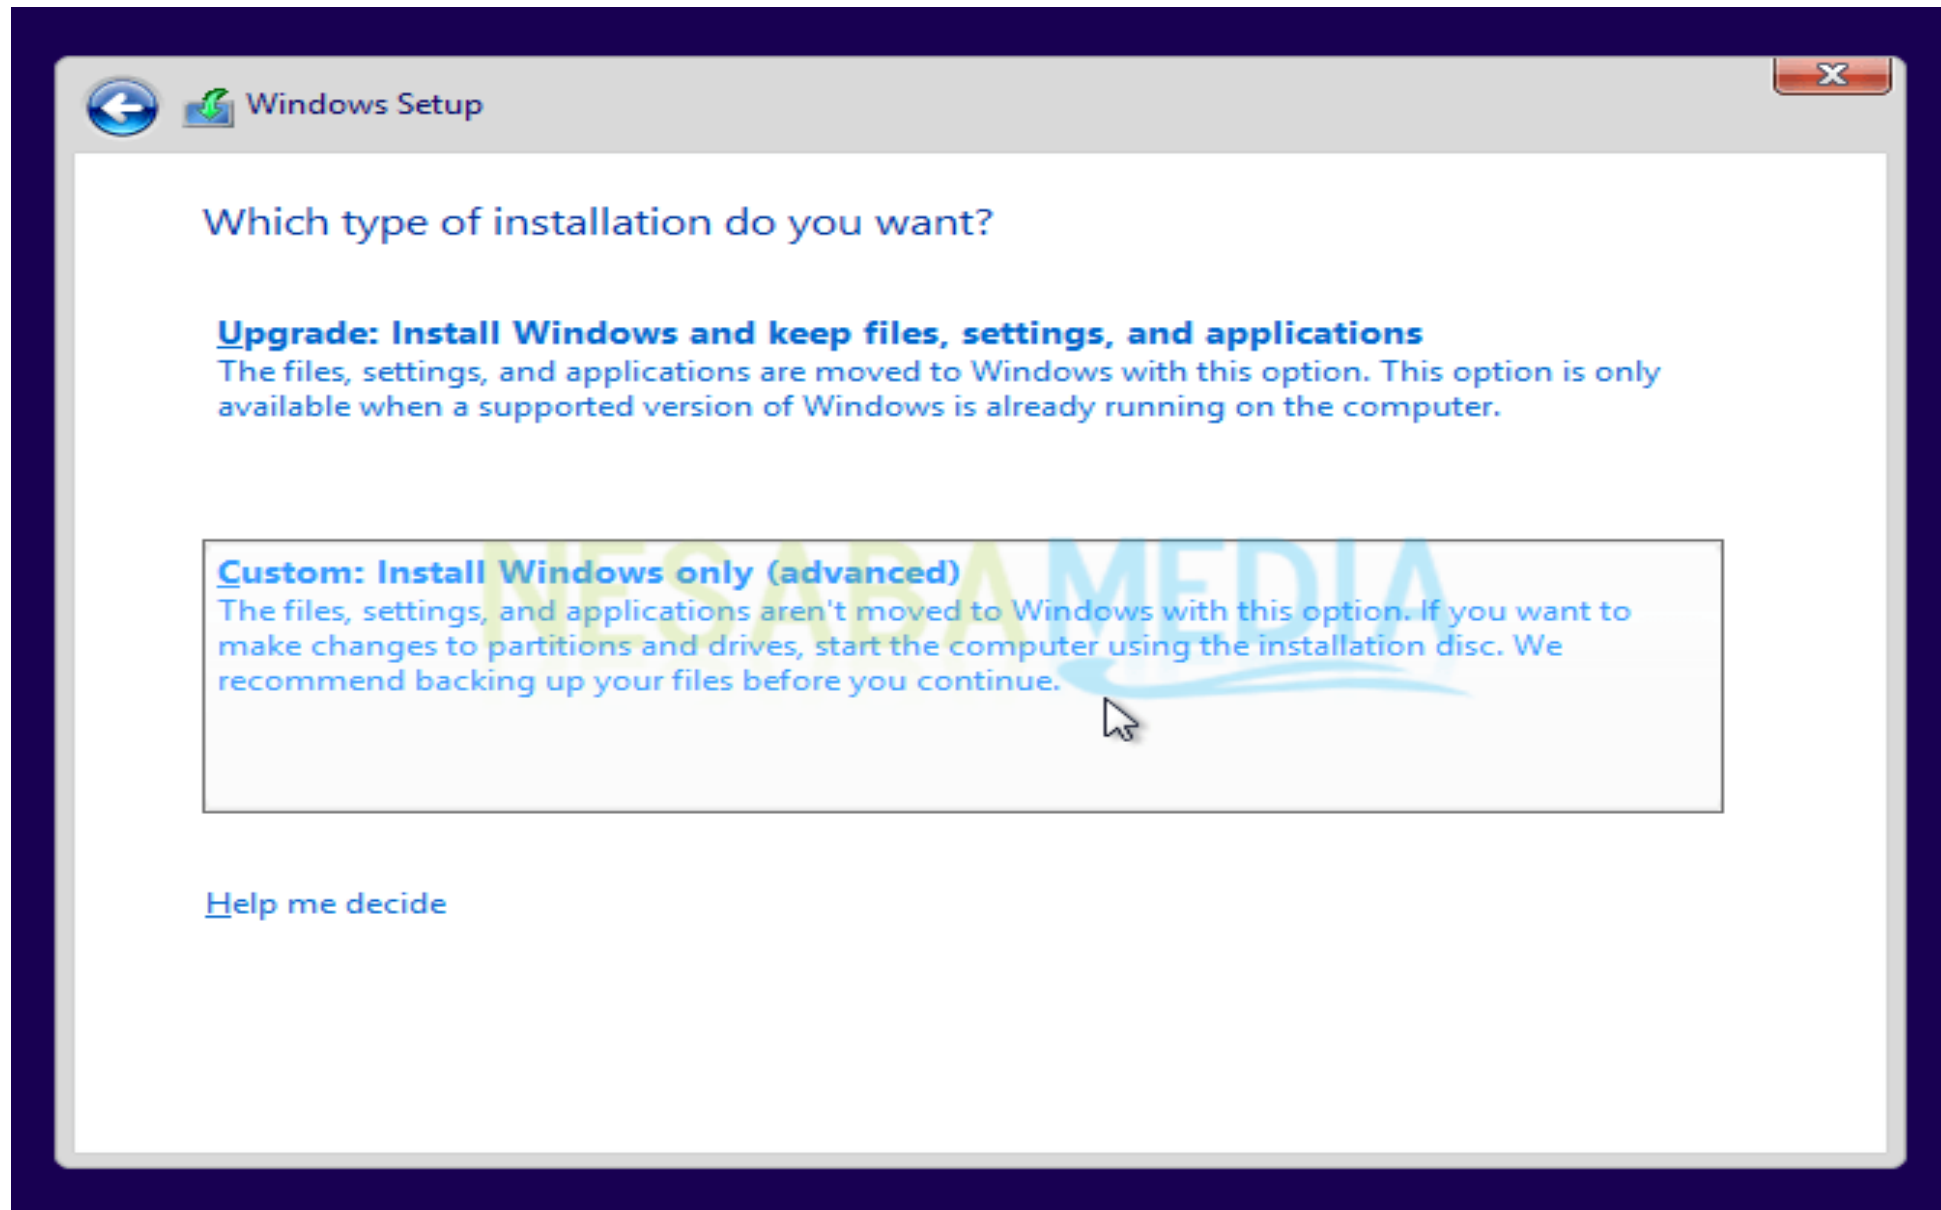 Windows Setup
Which type of installation do you want?
Upgrade: Install Windows and keep files, settings, and applications
The files, settings, and applications are moved to Windows with this option. This option is only
available when a supported version of Windows is already running on the computer.
Custom: Install Windows only (advanced)
The files, settings, and applications aren't moved to Windows with this option. If you want to
make changes to partitions and drives, start the computer using the installation disc. We
recommend backing up your files before you continue.
NESABAMEDIA
Help me decide